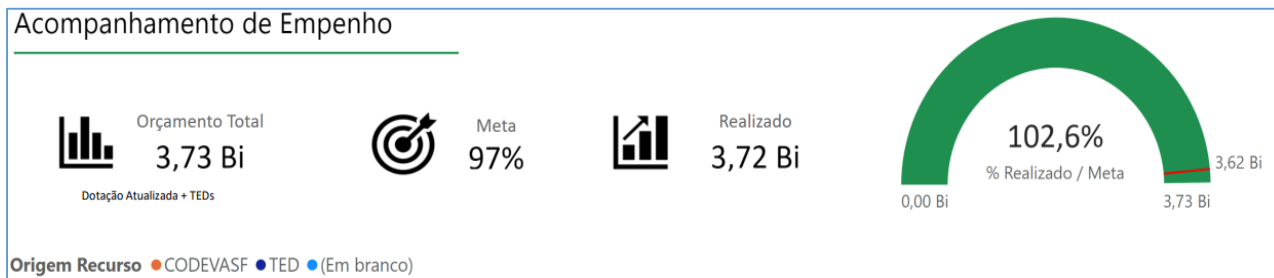 Acompanhamento de Empenho
Orçamento Total
3,73 Bi
Dotação Atualizada + TEDs
Meta
97%
Realizado
3,72 Bi
102,6%
% Realizado / Meta
3,62 Bi
0,00 Bi
3,73 Bi
Origem Recurso CODEVASF TED (Em branco)